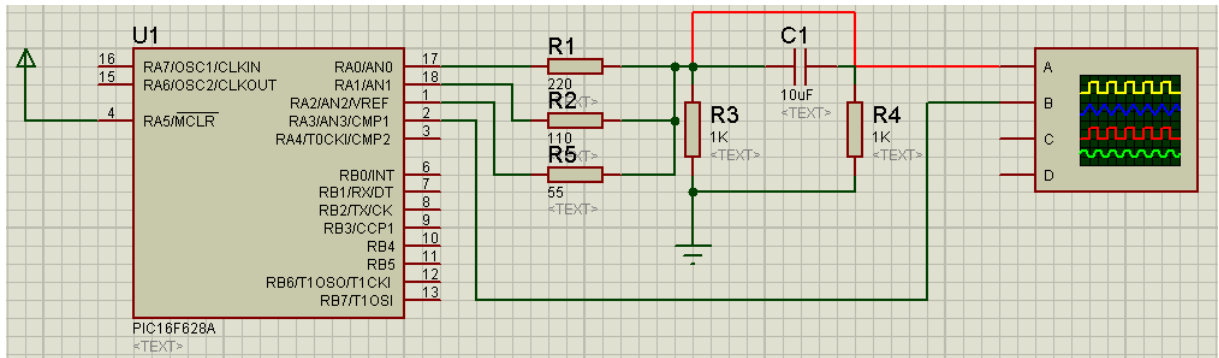 U1
16 RA7/OSC1/CLKIN
15 RA6/OSC2/CLKOUT
4 RA5/MCLR
RA0/AN0 17
RA1/AN1 18
RA2/AN2/VREF 1
RA3/AN3/CMP1 2
RA4/T0CKI/CMP2 3
RB0/INT 6
RB1/RX/DT 7
RB2/TX/CK 8
RB3/CCP1 9
RB4 10
RB5 11
RB6/T1OSO/T1CKI 12
RB7/T1OSI 13
PIC16F628A
<TEXT>
R1
220
<TEXT>
R2
110
<TEXT>
R5
55
<TEXT>
R3
1K
<TEXT>
C1
10uF
<TEXT>
R4
1K
<TEXT>
A
B
C
D